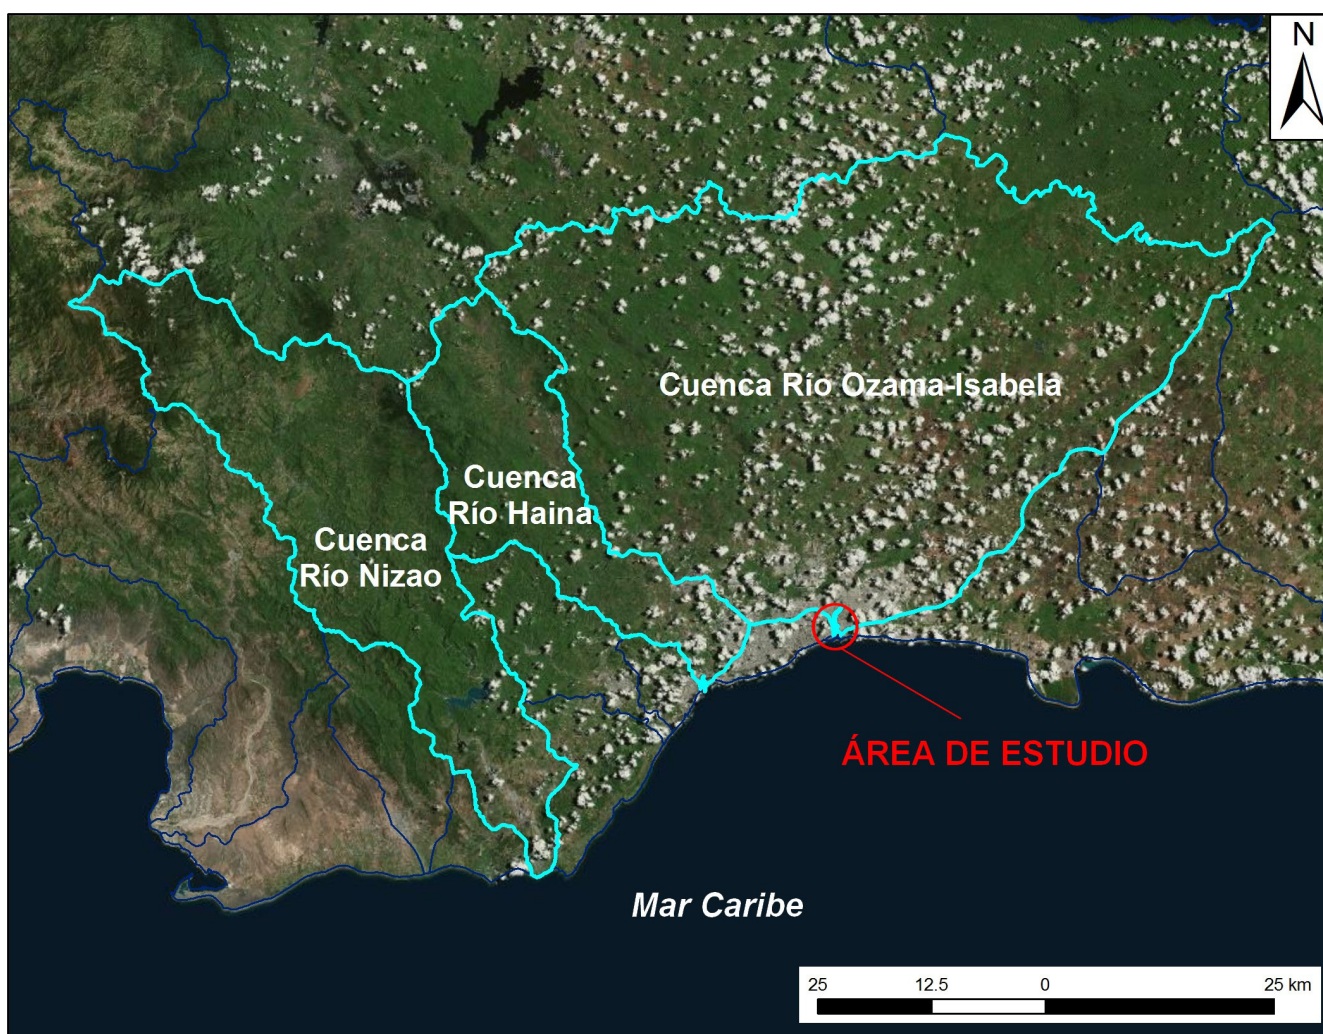 N
Cuenca Río Ozama-Isabela
Cuenca
Río Haina
Cuenca
Río Nizao
ÁREA DE ESTUDIO
Mar Caribe
25 12.5 0 25 km